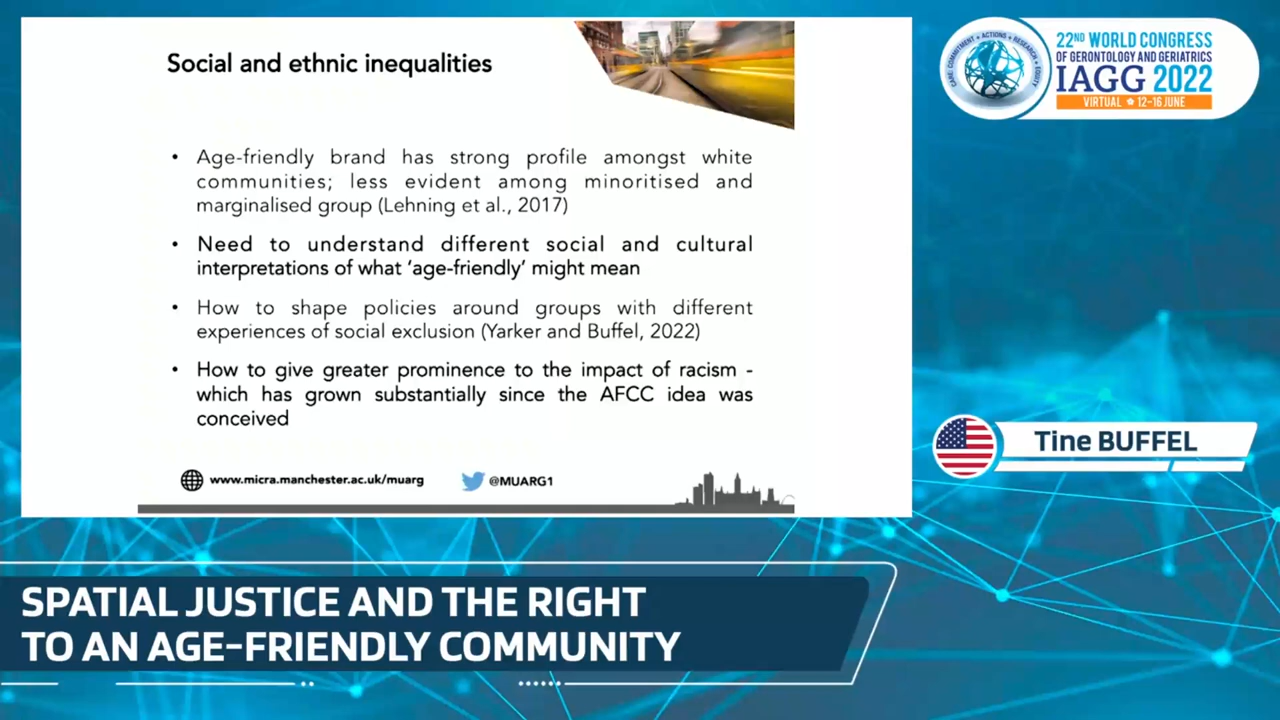 Social and ethnic inequalities
• Age-friendly brand has strong profile amongst white
communities; less evident among minoritised and
marginalised group (Lehning et al., 2017)
• Need to understand different social and cultural
interpretations of what ‘age-friendly’ might mean
• How to shape policies around groups with different
experiences of social exclusion (Yarker and Buffel, 2022)
• How to give greater prominence to the impact of racism -
which has grown substantially since the AFCC idea was
conceived
www.micra.manchester.ac.uk/muarg
@MUARG1
CARE COMMITMENT • ACTIONS • RESEARCH • EQUITY
22ND WORLD CONGRESS
OF GERONTOLOGY AND GERIATRICS
IAGG 2022
VIRTUAL 12-16 JUNE
Tine BUFFEL
SPATIAL JUSTICE AND THE RIGHT
TO AN AGE-FRIENDLY COMMUNITY